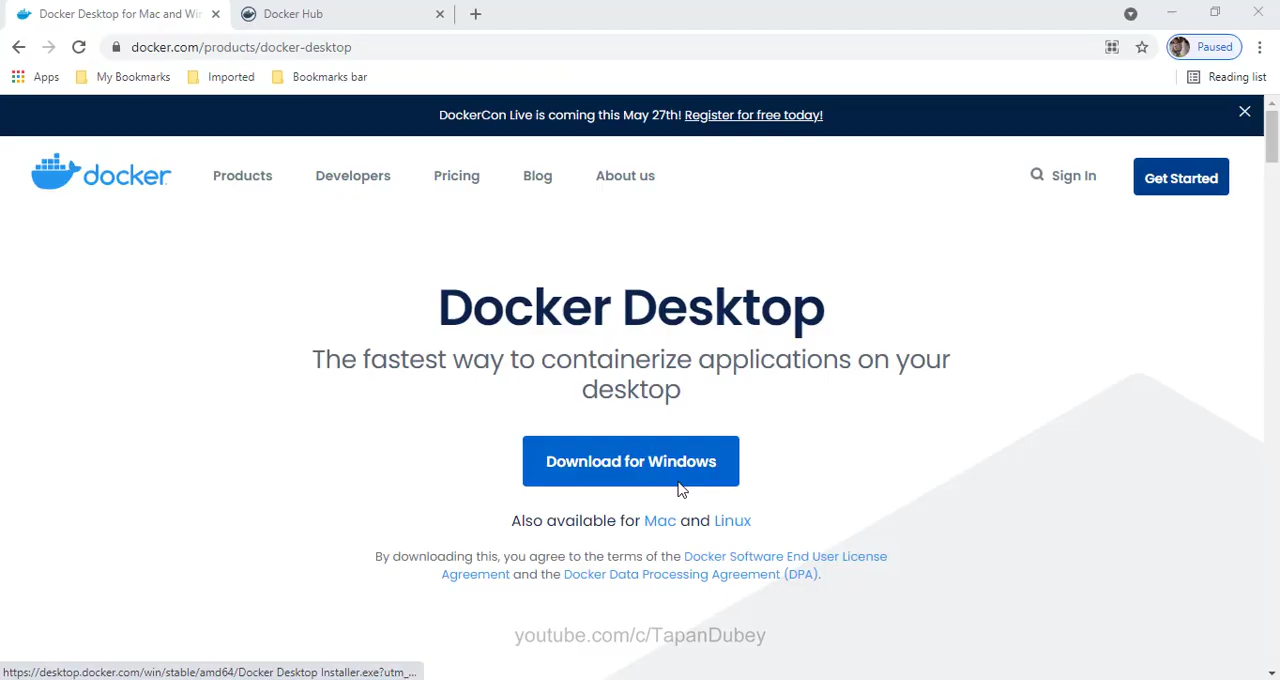 Docker Desktop for Mac and Wi
Docker Hub
docker.com/products/docker-desktop
Paused
Apps
My Bookmarks
Imported
Bookmarks bar
Reading list
DockerCon Live is coming this May 27th! Register for free today!
docker
Products
Developers
Pricing
Blog
About us
Sign In
Get Started
Docker Desktop
The fastest way to containerize applications on your
desktop
Download for Windows
Also available for Mac and Linux
By downloading this, you agree to the terms of the Docker Software End User License
Agreement and the Docker Data Processing Agreement (DPA).
youtube.com/c/TapanDubey
https://desktop.docker.com/win/stable/amd64/Docker Desktop Installer.exe?utm_...